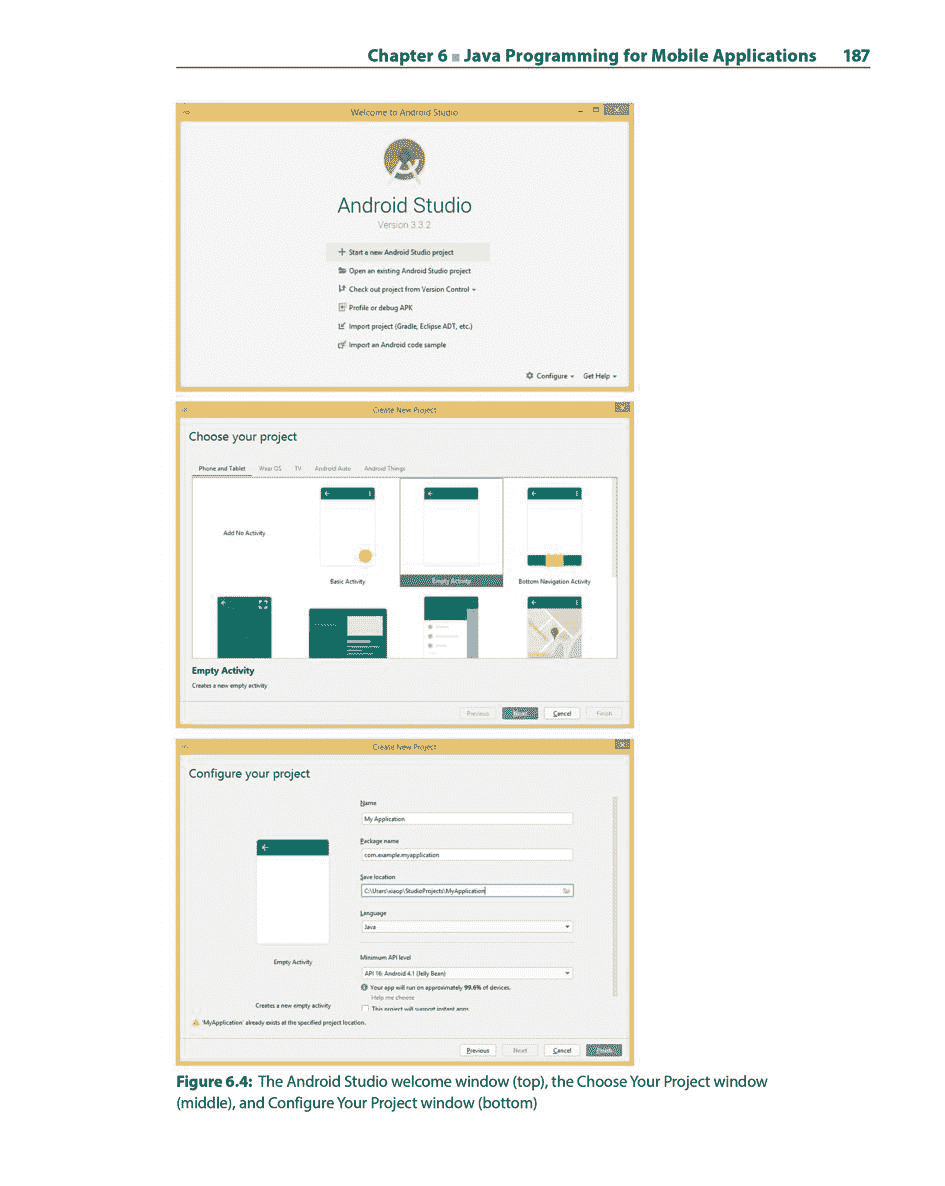 Chapter 6 ■ Java Programming for Mobile Applications 187
Welcome to Android Studio
Android Studio
Version 3.3.2
Start a new Android Studio project
Open an existing Android Studio project
Check out project from Version Control
Profile or debug APK
Import project (Gradle, Eclipse ADT, etc.)
Import an Android code sample
Configure Get Help
Create New Project
Choose your project
Phone and Tablet Wear OS TV Android Auto Android Things
Add No Activity
Basic Activity Empty Activity Bottom Navigation Activity
Empty Activity
Creates a new empty activity
Previous Next Cancel Finish
Create New Project
Configure your project
Name
My Application
Package name
com.example.myapplication
Save location
C:\Users\xiaop\StudioProjects\MyApplication
Language
Java
Empty Activity
Minimum API level
API 16: Android 4.1 (Jelly Bean)
Your app will run on approximately 99.6% of devices.
Help me choose
Creates a new empty activity
This project will support instant apps
'MyApplication' already exists at the specified project location.
Previous Next Cancel Finish
Figure 6.4: The Android Studio welcome window (top), the Choose Your Project window
(middle), and Configure Your Project window (bottom)